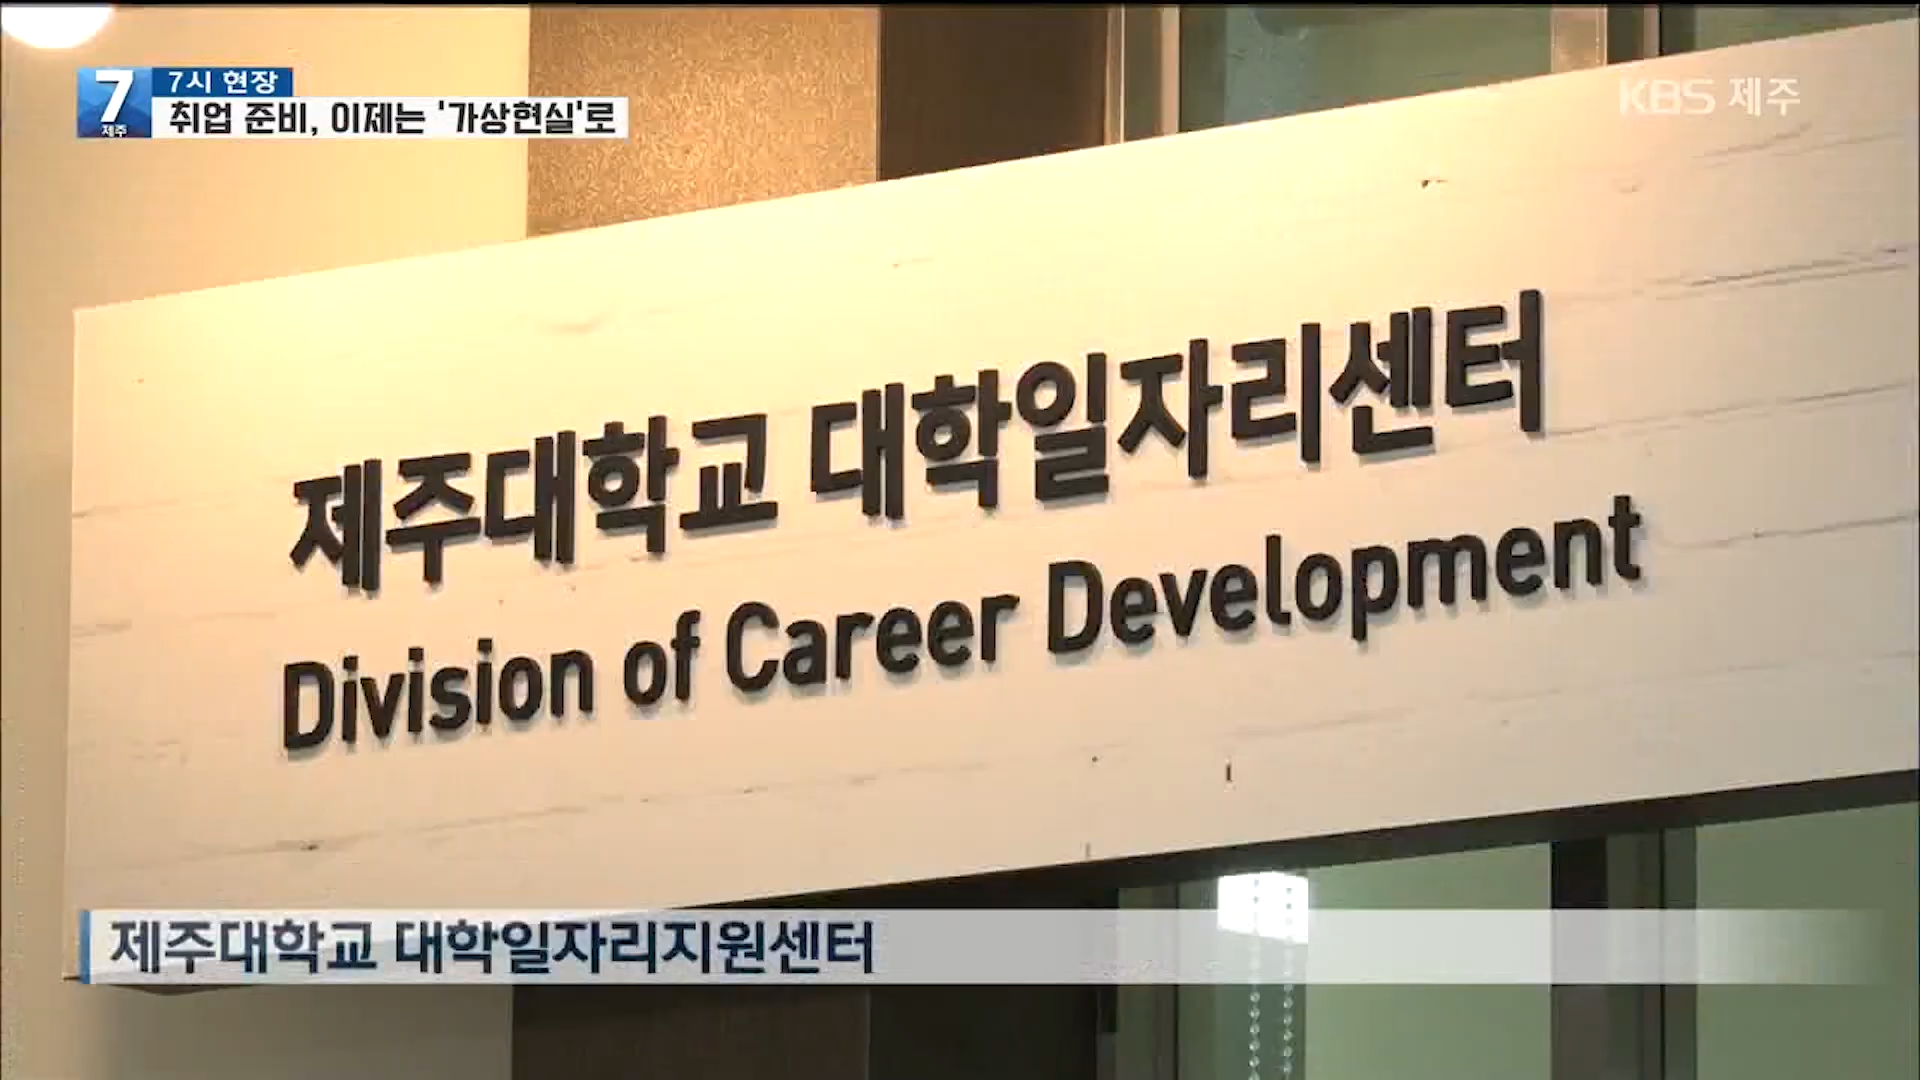 7 제주
7시 현장
취업 준비, 이제는 '가상현실'로
KBS 제주
제주대학교 대학일자리센터
Division of Career Development
제주대학교 대학일자리지원센터